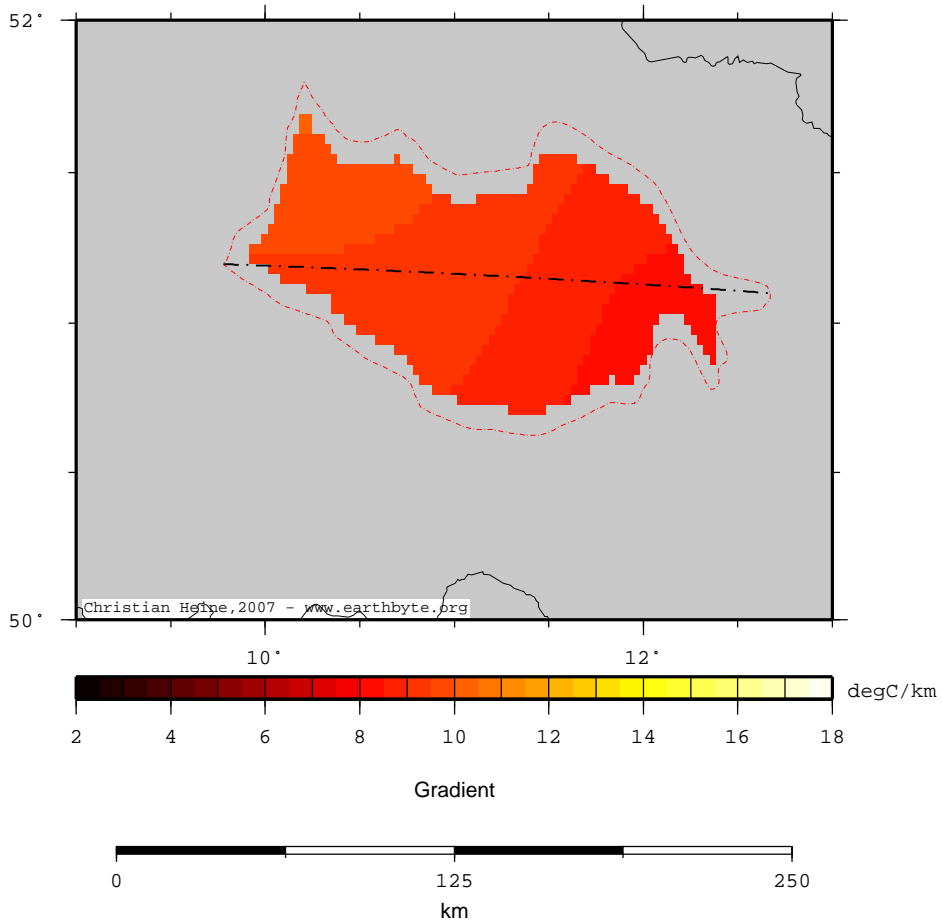 52°
50°
Christian Heine,2007 – www.earthbyte.org
10° 12°
degC/km
2 4 6 8 10 12 14 16 18
Gradient
0 125 250
km